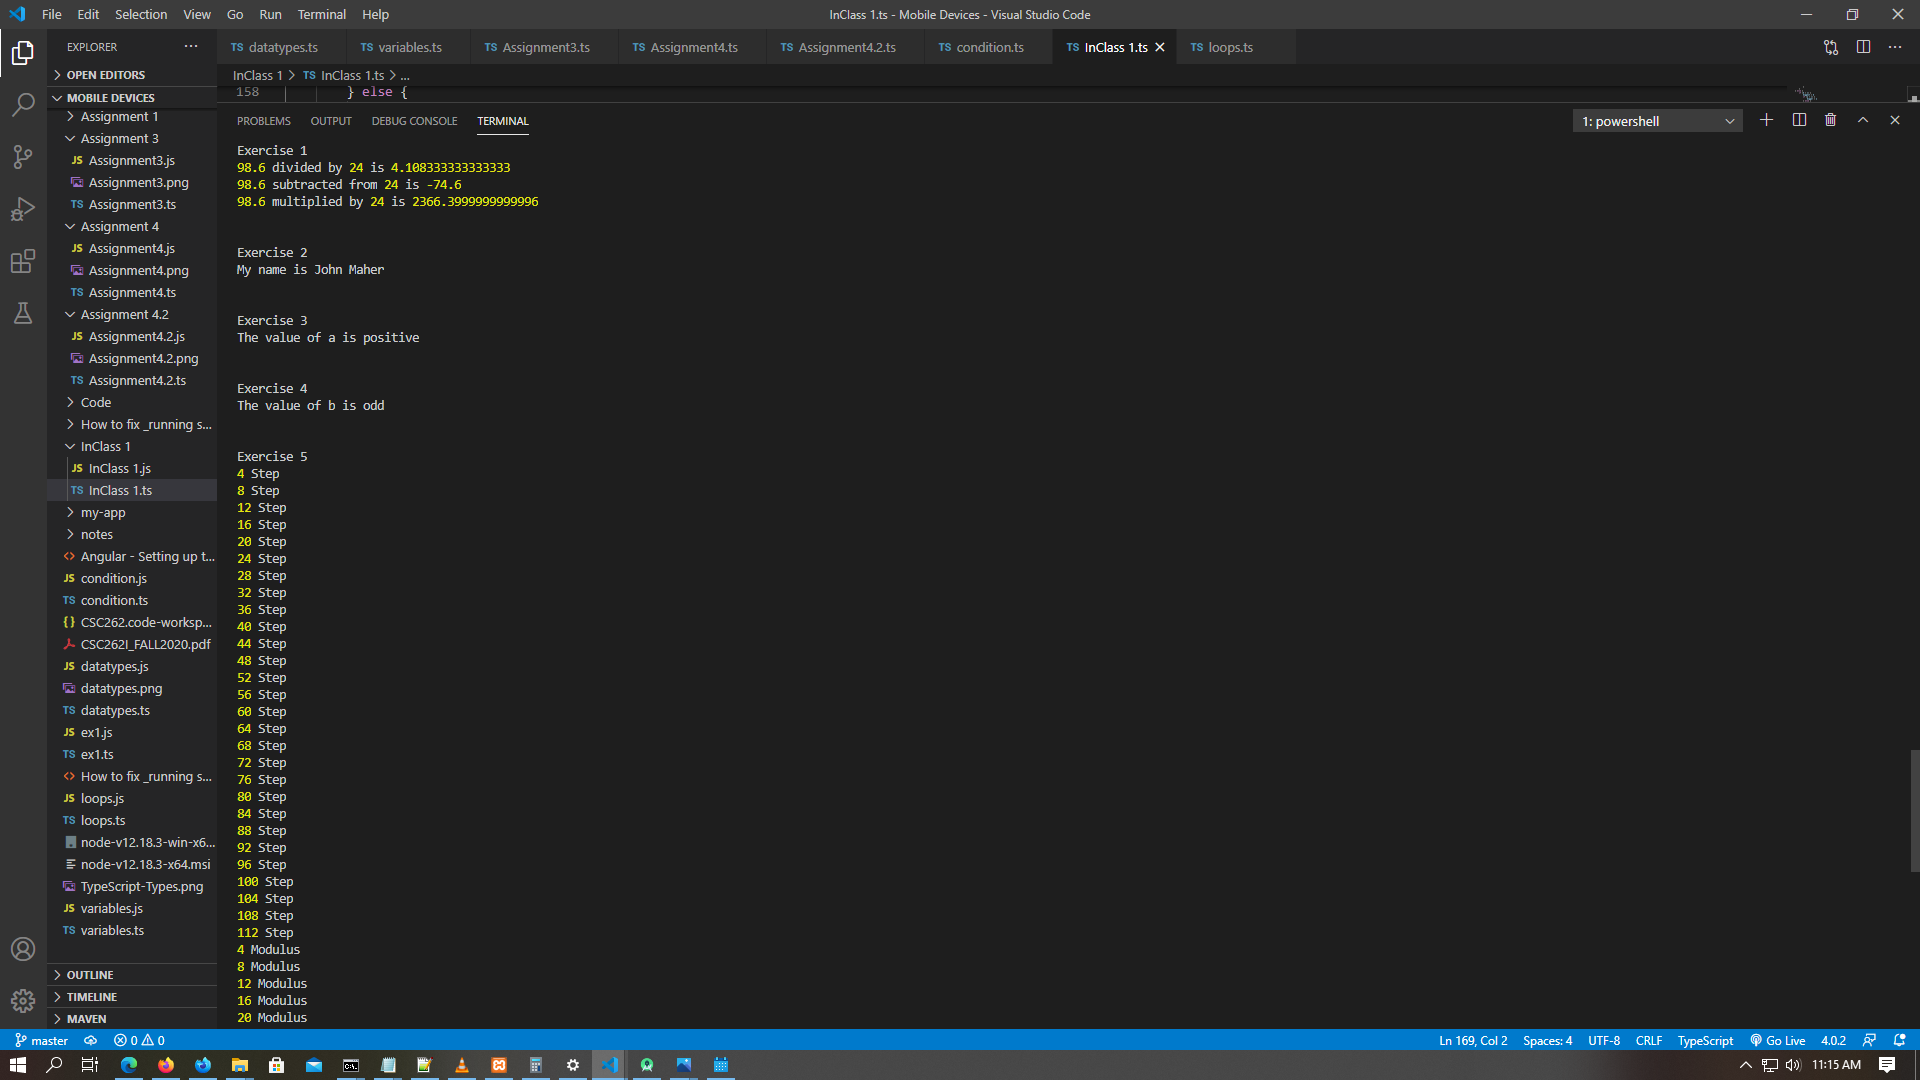 File Edit Selection View Go Run Terminal Help
InClass 1.ts - Mobile Devices - Visual Studio Code
EXPLORER
TS datatypes.ts
TS variables.ts
TS Assignment3.ts
TS Assignment4.ts
TS Assignment4.2.ts
TS condition.ts
TS InClass 1.ts
TS loops.ts
OPEN EDITORS
InClass 1 > TS InClass 1.ts > ...
MOBILE DEVICES
158 } else {
Assignment 1
Assignment 3
JS Assignment3.js
Assignment3.png
TS Assignment3.ts
Assignment 4
JS Assignment4.js
Assignment4.png
TS Assignment4.ts
Assignment 4.2
JS Assignment4.2.js
Assignment4.2.png
TS Assignment4.2.ts
Code
How to fix _running s...
InClass 1
JS InClass 1.js
TS InClass 1.ts
my-app
notes
Angular - Setting up t...
JS condition.js
TS condition.ts
{} CSC262.code-worksp...
CSC262I_FALL2020.pdf
JS datatypes.js
datatypes.png
TS datatypes.ts
JS ex1.js
TS ex1.ts
How to fix _running s...
JS loops.js
TS loops.ts
node-v12.18.3-win-x6...
node-v12.18.3-x64.msi
TypeScript-Types.png
JS variables.js
TS variables.ts
OUTLINE
TIMELINE
MAVEN
PROBLEMS OUTPUT DEBUG CONSOLE TERMINAL
1: powershell
Exercise 1
98.6 divided by 24 is 4.108333333333333
98.6 subtracted from 24 is -74.6
98.6 multiplied by 24 is 2366.3999999999996
Exercise 2
My name is John Maher
Exercise 3
The value of a is positive
Exercise 4
The value of b is odd
Exercise 5
4 Step
8 Step
12 Step
16 Step
20 Step
24 Step
28 Step
32 Step
36 Step
40 Step
44 Step
48 Step
52 Step
56 Step
60 Step
64 Step
68 Step
72 Step
76 Step
80 Step
84 Step
88 Step
92 Step
96 Step
100 Step
104 Step
108 Step
112 Step
4 Modulus
8 Modulus
12 Modulus
16 Modulus
20 Modulus
master 0 0
Ln 169, Col 2 Spaces: 4 UTF-8 CRLF TypeScript Go Live 4.0.2
11:15 AM